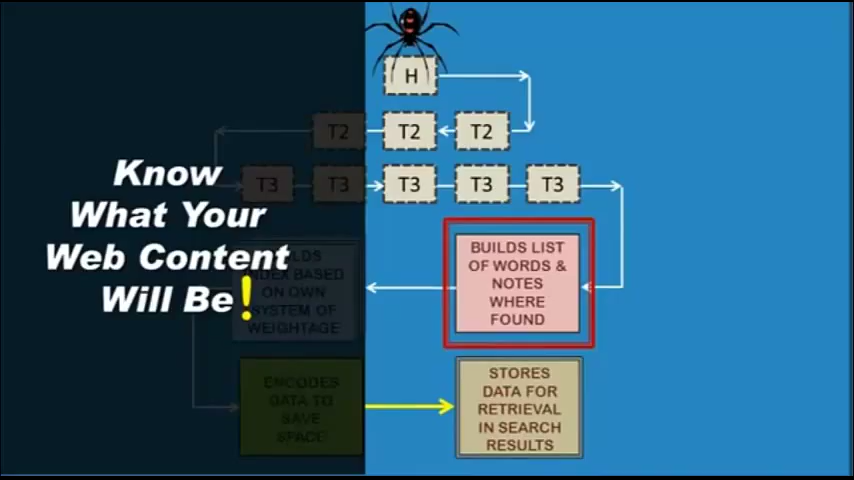 H
T2
T2
T2
T3
T3
T3
T3
T3
Know
What Your
Web Content
Will Be!
BUILDS
INDEX BASED
ON OWN
SYSTEM OF
WEIGHTAGE
BUILDS LIST
OF WORDS &
NOTES
WHERE
FOUND
ENCODES
DATA TO
SAVE
SPACE
STORES
DATA FOR
RETRIEVAL
IN SEARCH
RESULTS